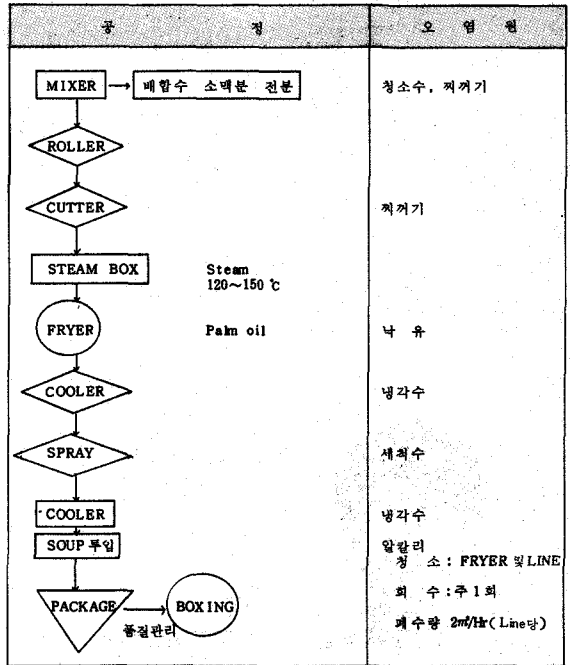 공 정 오 염 원
MIXER 배합수 소맥분 전분 청소수, 찌꺼기
ROLLER
CUTTER 찌꺼기
STEAM BOX Steam
120~150 ℃
FRYER Palm oil 낙 유
COOLER 냉각수
SPRAY 세척수
COOLER 냉각수
SOUP 투입 알칼리
청 소 : FRYER 및 LINE
회 수 : 주 1 회
PACKAGE BOXING 폐수량 2㎥/Hr( Line당)
품질관리